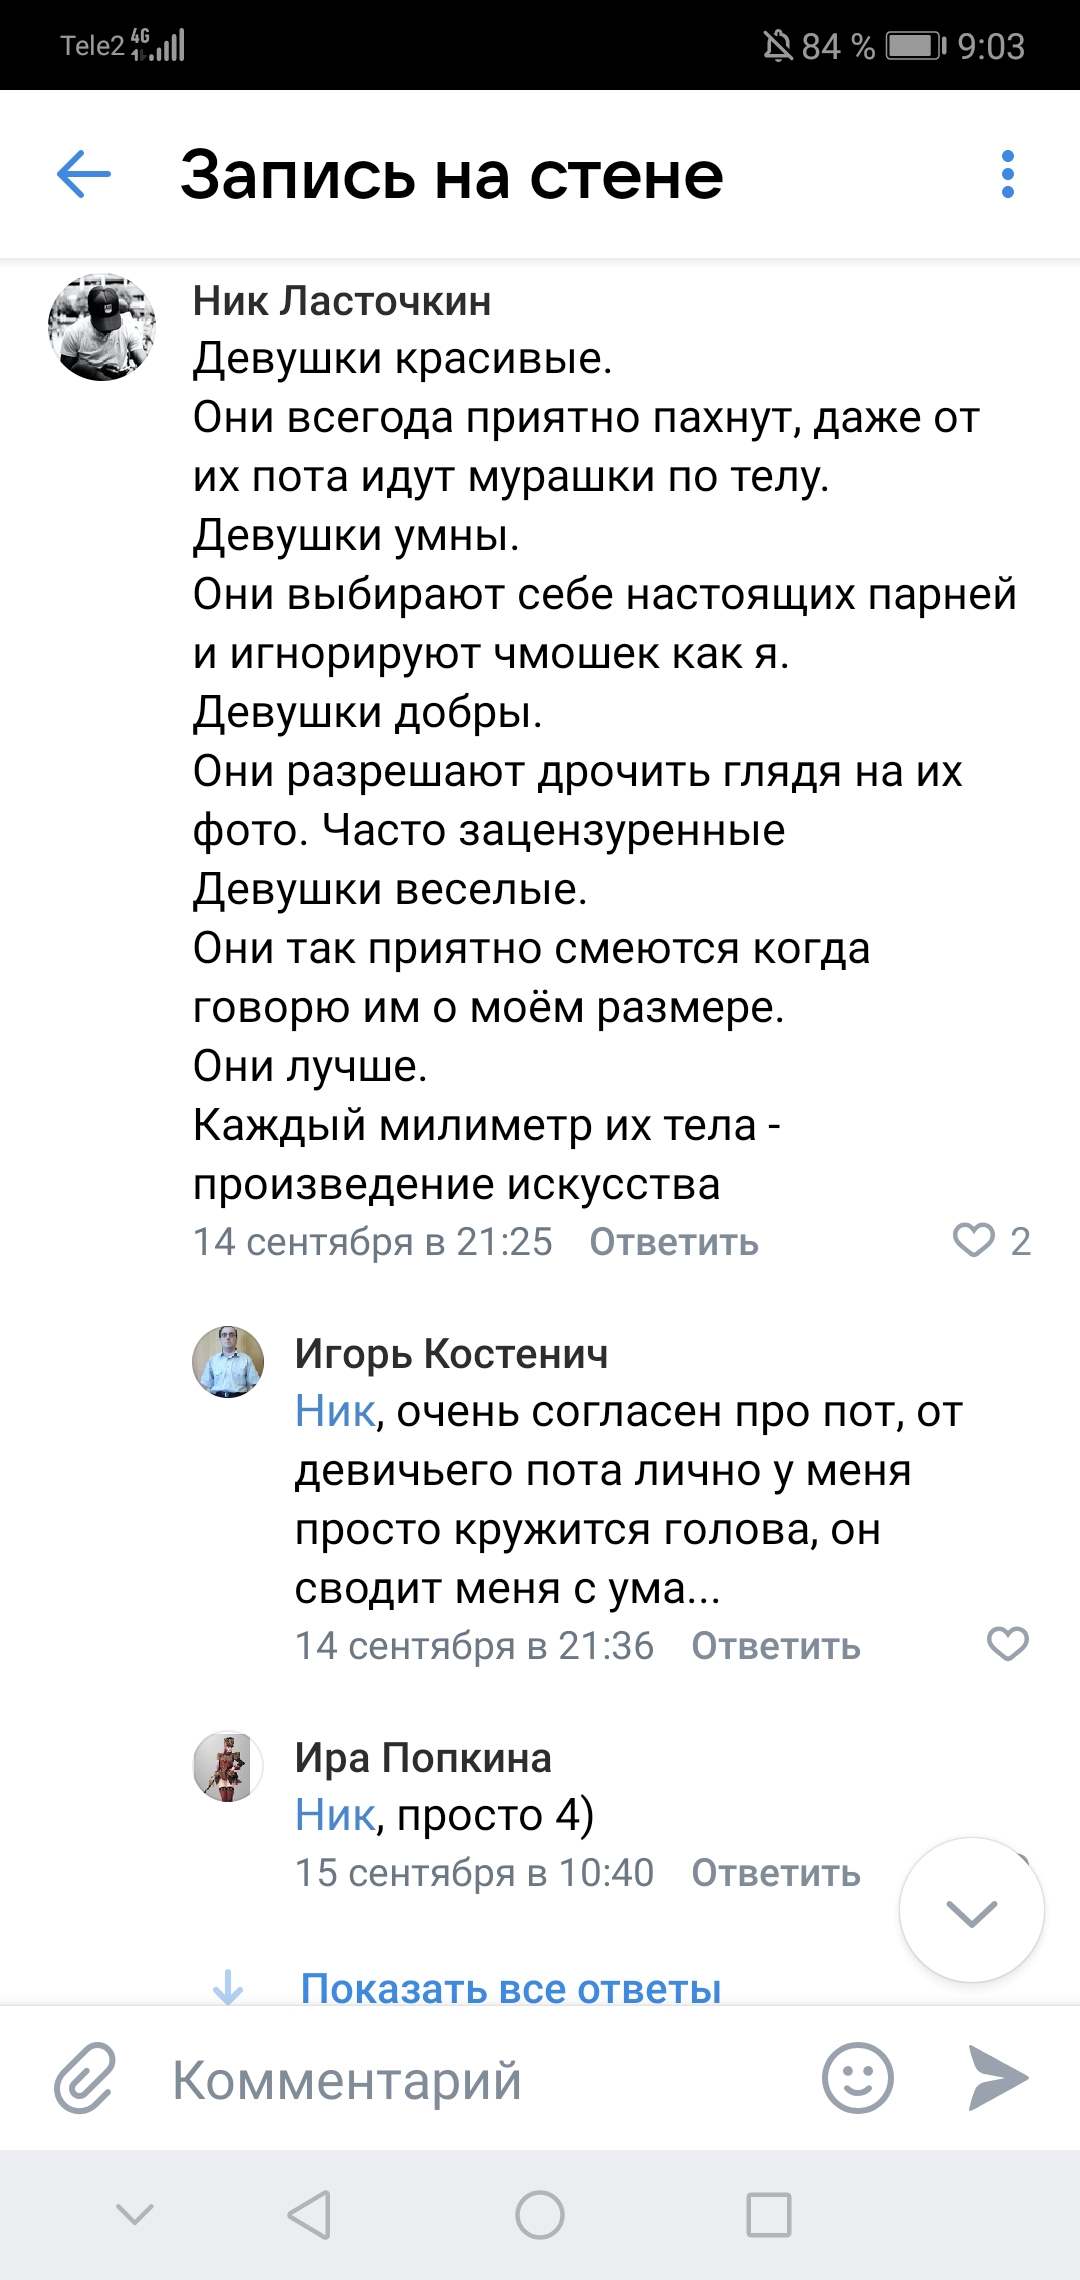 Tele2 4G 84 % 9:03
Запись на стене
Ник Ласточкин
Девушки красивые.
Они всегода приятно пахнут, даже от
их пота идут мурашки по телу.
Девушки умны.
Они выбирают себе настоящих парней
и игнорируют чмошек как я.
Девушки добры.
Они разрешают дрочить глядя на их
фото. Часто зацензуренные
Девушки веселые.
Они так приятно смеются когда
говорю им о моём размере.
Они лучше.
Каждый милиметр их тела -
произведение искусства
14 сентября в 21:25 Ответить 2
Игорь Костенич
Ник, очень согласен про пот, от
девичьего пота лично у меня
просто кружится голова, он
сводит меня с ума...
14 сентября в 21:36 Ответить
Ира Попкина
Ник, просто 4)
15 сентября в 10:40 Ответить
Показать все ответы
Комментарий